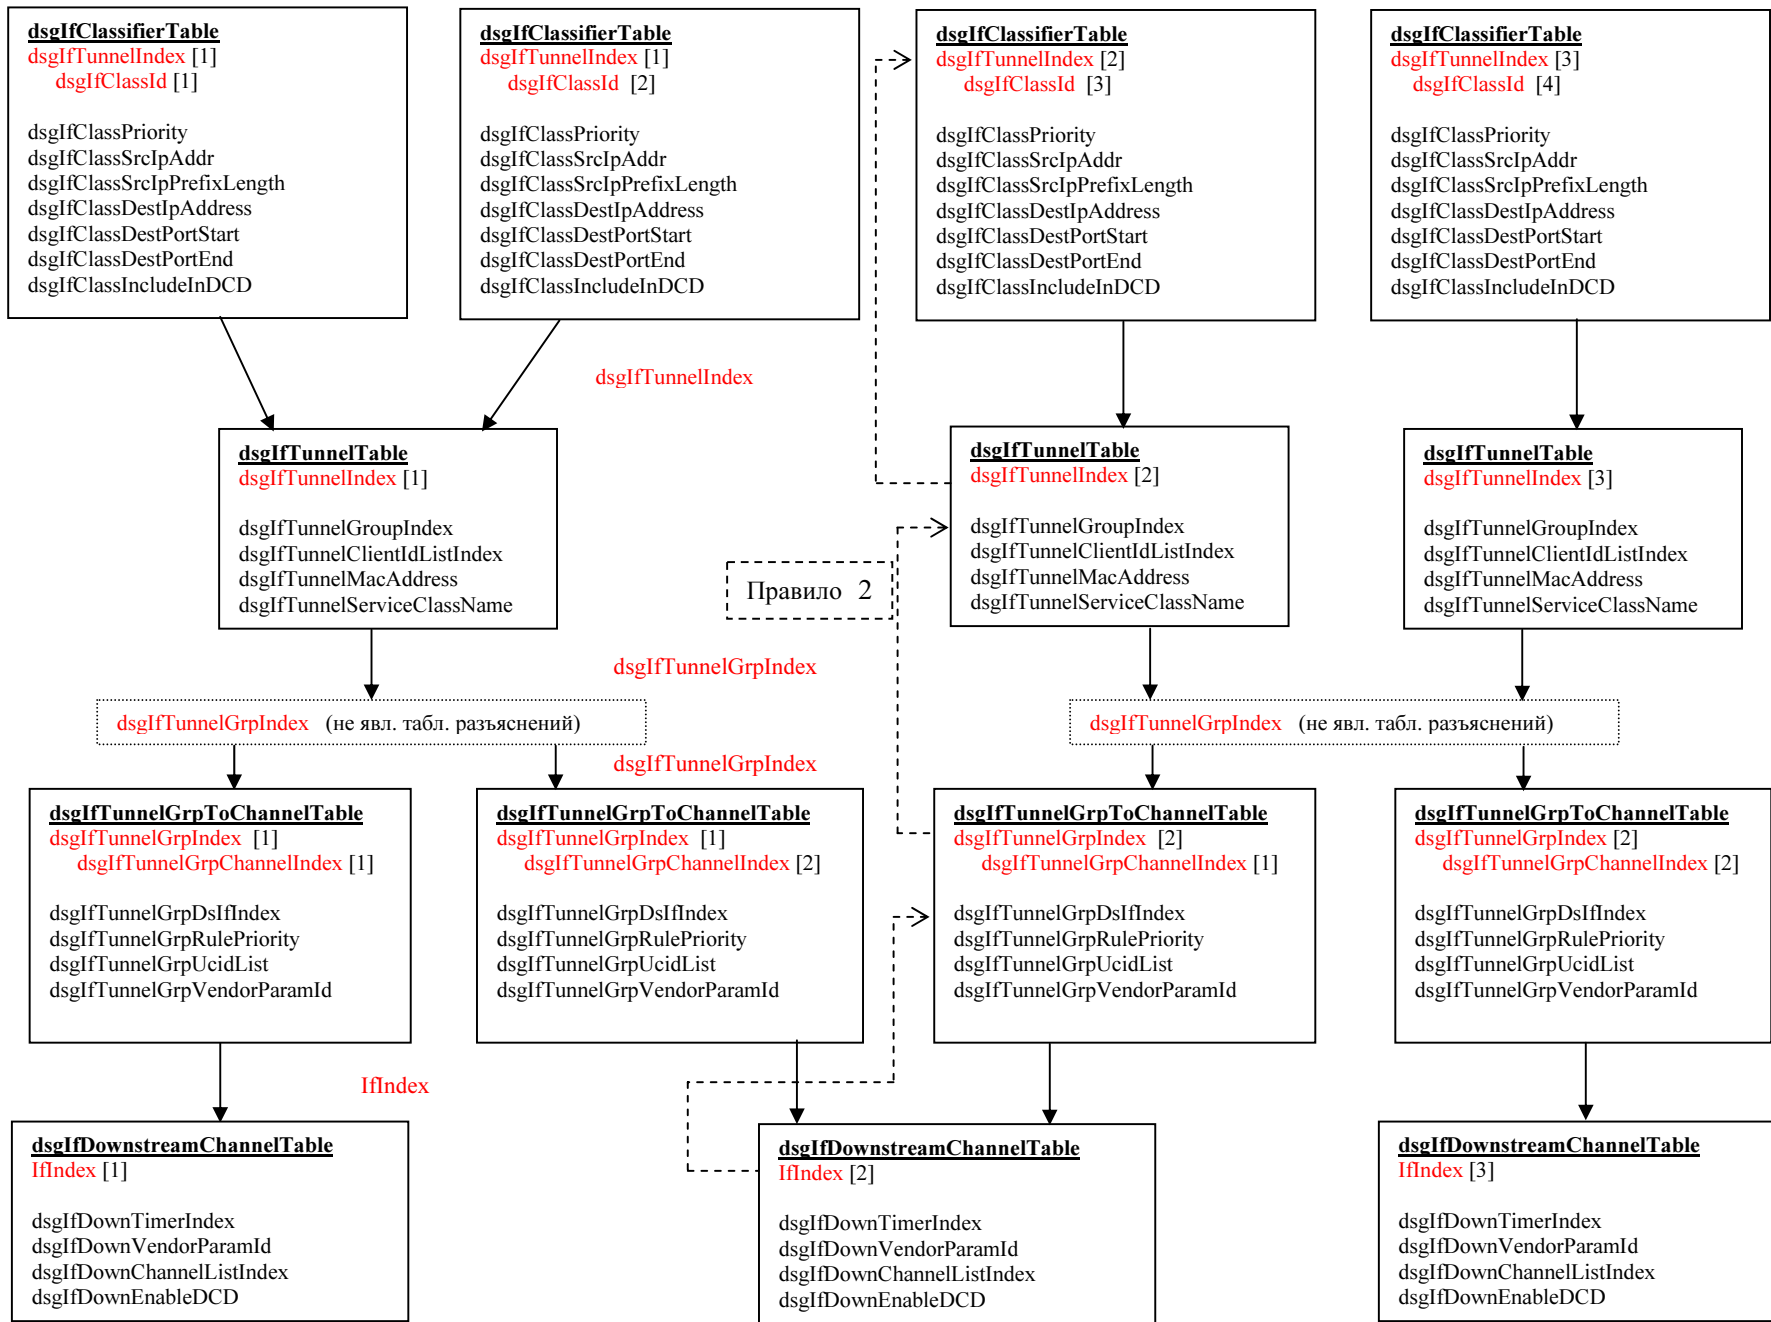 dsgIfClassifierTable
dsgIfTunnelIndex [1]
dsgIfClassId [1]
dsgIfClassPriority
dsgIfClassSrcIpAddr
dsgIfClassSrcIpPrefixLength
dsgIfClassDestIpAddress
dsgIfClassDestPortStart
dsgIfClassDestPortEnd
dsgIfClassIncludeInDCD
dsgIfClassifierTable
dsgIfTunnelIndex [1]
dsgIfClassId [2]
dsgIfClassPriority
dsgIfClassSrcIpAddr
dsgIfClassSrcIpPrefixLength
dsgIfClassDestIpAddress
dsgIfClassDestPortStart
dsgIfClassDestPortEnd
dsgIfClassIncludeInDCD
dsgIfClassifierTable
dsgIfTunnelIndex [2]
dsgIfClassId [3]
dsgIfClassPriority
dsgIfClassSrcIpAddr
dsgIfClassSrcIpPrefixLength
dsgIfClassDestIpAddress
dsgIfClassDestPortStart
dsgIfClassDestPortEnd
dsgIfClassIncludeInDCD
dsgIfClassifierTable
dsgIfTunnelIndex [3]
dsgIfClassId [4]
dsgIfClassPriority
dsgIfClassSrcIpAddr
dsgIfClassSrcIpPrefixLength
dsgIfClassDestIpAddress
dsgIfClassDestPortStart
dsgIfClassDestPortEnd
dsgIfClassIncludeInDCD
dsgIfTunnelIndex
dsgIfTunnelTable
dsgIfTunnelIndex [1]
dsgIfTunnelGroupIndex
dsgIfTunnelClientIdListIndex
dsgIfTunnelMacAddress
dsgIfTunnelServiceClassName
Правило 2
dsgIfTunnelTable
dsgIfTunnelIndex [2]
dsgIfTunnelGroupIndex
dsgIfTunnelClientIdListIndex
dsgIfTunnelMacAddress
dsgIfTunnelServiceClassName
dsgIfTunnelTable
dsgIfTunnelIndex [3]
dsgIfTunnelGroupIndex
dsgIfTunnelClientIdListIndex
dsgIfTunnelMacAddress
dsgIfTunnelServiceClassName
dsgIfTunnelGrpIndex
dsgIfTunnelGrpIndex (не явл. табл. разъяснений)
dsgIfTunnelGrpIndex (не явл. табл. разъяснений)
dsgIfTunnelGrpIndex
dsgIfTunnelGrpToChannelTable
dsgIfTunnelGrpIndex [1]
dsgIfTunnelGrpChannelIndex [1]
dsgIfTunnelGrpDsIfIndex
dsgIfTunnelGrpRulePriority
dsgIfTunnelGrpUcidList
dsgIfTunnelGrpVendorParamId
dsgIfTunnelGrpToChannelTable
dsgIfTunnelGrpIndex [1]
dsgIfTunnelGrpChannelIndex [2]
dsgIfTunnelGrpDsIfIndex
dsgIfTunnelGrpRulePriority
dsgIfTunnelGrpUcidList
dsgIfTunnelGrpVendorParamId
dsgIfTunnelGrpToChannelTable
dsgIfTunnelGrpIndex [2]
dsgIfTunnelGrpChannelIndex [1]
dsgIfTunnelGrpDsIfIndex
dsgIfTunnelGrpRulePriority
dsgIfTunnelGrpUcidList
dsgIfTunnelGrpVendorParamId
dsgIfTunnelGrpToChannelTable
dsgIfTunnelGrpIndex [2]
dsgIfTunnelGrpChannelIndex [2]
dsgIfTunnelGrpDsIfIndex
dsgIfTunnelGrpRulePriority
dsgIfTunnelGrpUcidList
dsgIfTunnelGrpVendorParamId
IfIndex
dsgIfDownstreamChannelTable
IfIndex [1]
dsgIfDownTimerIndex
dsgIfDownVendorParamId
dsgIfDownChannelListIndex
dsgIfDownEnableDCD
dsgIfDownstreamChannelTable
IfIndex [2]
dsgIfDownTimerIndex
dsgIfDownVendorParamId
dsgIfDownChannelListIndex
dsgIfDownEnableDCD
dsgIfDownstreamChannelTable
IfIndex [3]
dsgIfDownTimerIndex
dsgIfDownVendorParamId
dsgIfDownChannelListIndex
dsgIfDownEnableDCD